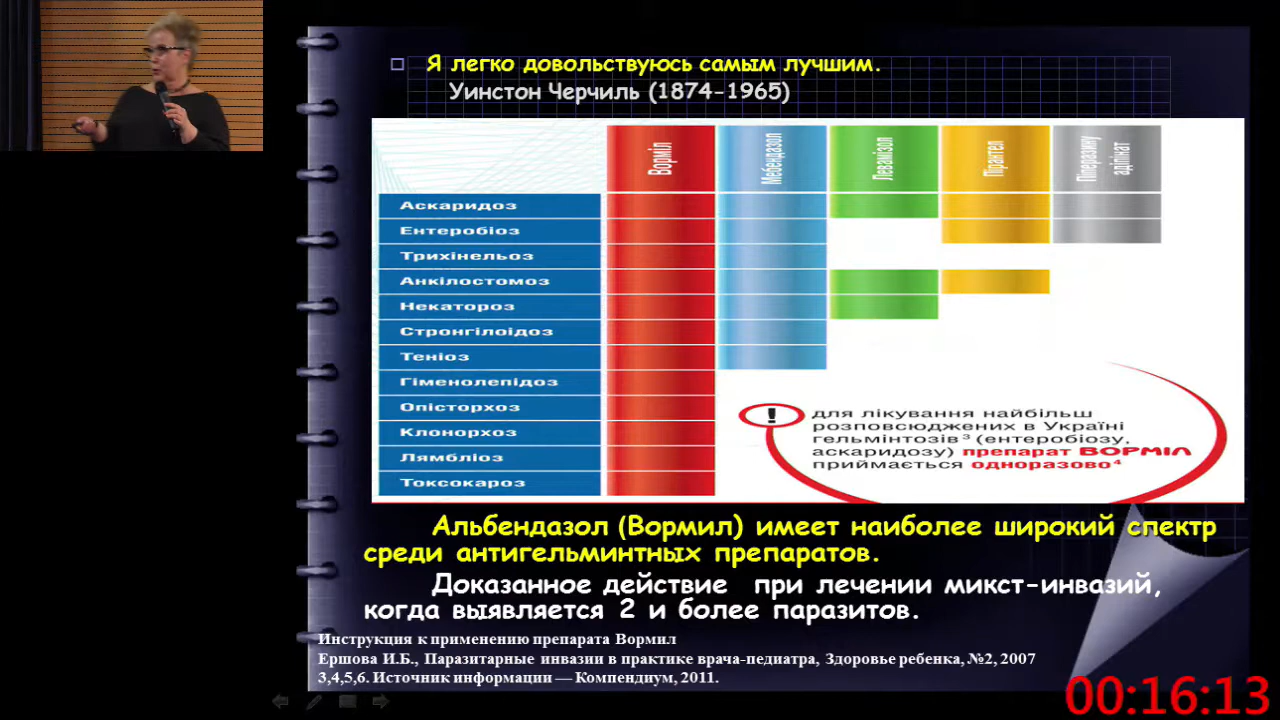 Я легко довольствуюсь самым лучшим.
Уинстон Черчиль (1874-1965)
Ворміл
Мебендазол
Левамізол
Пірантел
Піперазину
адіпінат
Аскаридоз
Ентеробіоз
Трихінельоз
Анкілостомоз
Некатороз
Стронгілоідоз
Теніоз
Гіменолепідоз
Опісторхоз
Клонорхоз
Лямбліоз
Токсокароз
!
для лікування найбільш
розповсюджених в Україні
гельмінтозів³ (ентеробіозу,
аскаридозу) препарат ВОРМІЛ
приймається одноразово⁴
Альбендазол (Вормил) имеет наиболее широкий спектр
среди антигельминтных препаратов.
Доказанное действие при лечении микст-инвазий,
когда выявляется 2 и более паразитов.
Инструкция к применению препарата Вормил
Ершова И.Б., Паразитарные инвазии в практике врача-педиатра, Здоровье ребенка, №2, 2007
3,4,5,6. Источник информации — Компендиум, 2011.
00:16:13